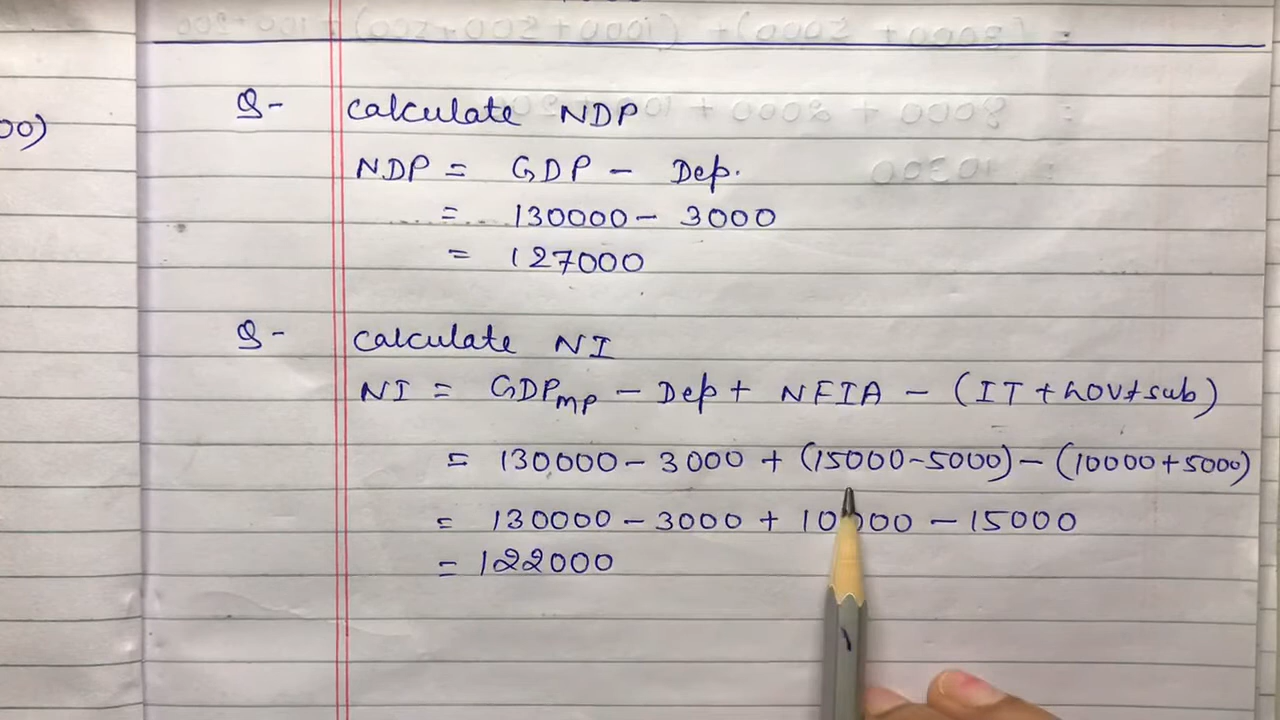 00)
Q- Calculate NDP
NDP = GDP - Dep.
= 130000 - 3000
= 127000
Q- Calculate NI
NI = GDPMP - Dep + NFIA - (IT + Gov + sub)
= 130000 - 3000 + (15000 - 5000) - (10000 + 5000)
= 130000 - 3000 + 10000 - 15000
= 122000